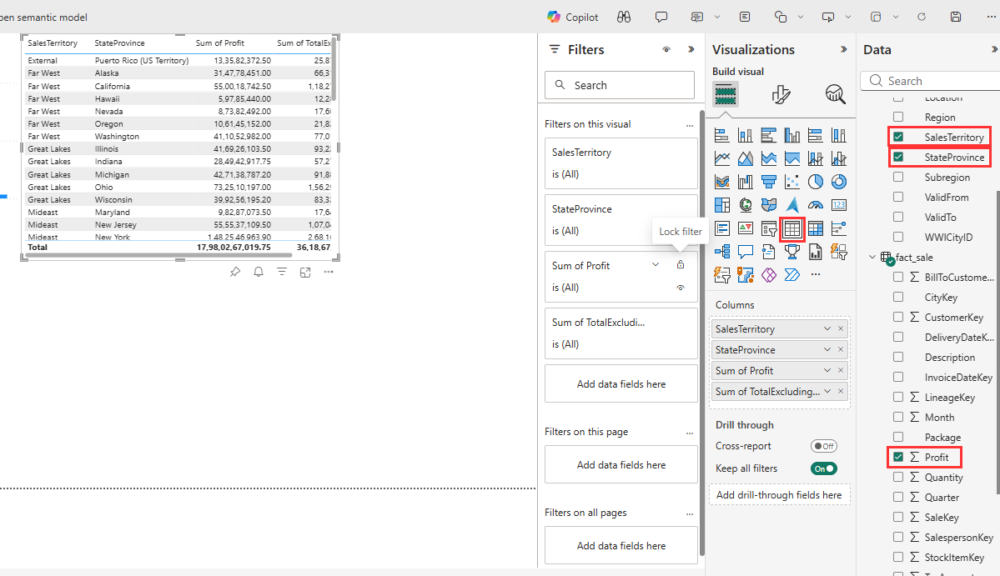 pen semantic model
Copilot
SalesTerritory StateProvince Sum of Profit Sum of TotalEx
External Puerto Rico (US Territory) 13,35,82,372.50 25,8
Far West Alaska 31,47,78,451.00 66,3
Far West California 55,00,18,742.50 1,18,2
Far West Hawaii 5,97,85,440.00 12,2
Far West Nevada 8,73,82,492.00 17,6
Far West Oregon 10,61,45,152.00 21,8
Far West Washington 41,10,52,982.00 77,0
Great Lakes Illinois 41,69,26,103.50 93,2
Great Lakes Indiana 28,49,42,917.75 57,2
Great Lakes Michigan 42,71,38,787.20 91,8
Great Lakes Ohio 73,25,10,197.00 1,56,2
Great Lakes Wisconsin 39,92,56,195.20 83,3
Mideast Maryland 9,82,87,073.50 17,6
Mideast New Jersey 55,55,37,109.50 1,07,0
Mideast New York 1,48,25,46,963.90 2,68,1
Total 17,98,02,67,019.75 36,18,67,
Filters
Search
Filters on this visual
...
SalesTerritory
is (All)
StateProvince
is (All)
Lock filter
Sum of Profit
is (All)
Sum of TotalExcludi...
is (All)
Add data fields here
Filters on this page
...
Add data fields here
Filters on all pages
...
Add data fields here
Visualizations
Build visual
123
...
Columns
SalesTerritory
StateProvince
Sum of Profit
Sum of TotalExcluding...
Drill through
Cross-report Off
Keep all filters On
Add drill-through fields here
Data
Search
Location
Region
SalesTerritory
StateProvince
Subregion
ValidFrom
ValidTo
WWICityID
fact_sale
BillToCustome...
CityKey
CustomerKey
DeliveryDateK...
Description
InvoiceDateKey
LineageKey
Month
Package
Profit
Quantity
Quarter
SaleKey
SalespersonKey
StockItemKey